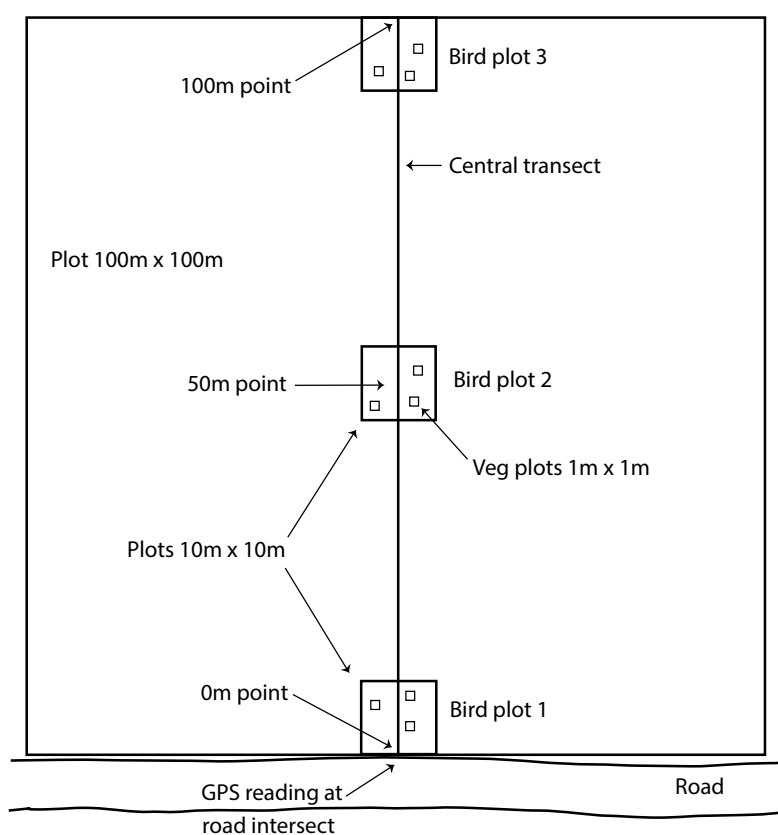 Bird plot 3
100m point
Central transect
Plot 100m x 100m
50m point
Bird plot 2
Veg plots 1m x 1m
Plots 10m x 10m
0m point
Bird plot 1
GPS reading at
road intersect
Road